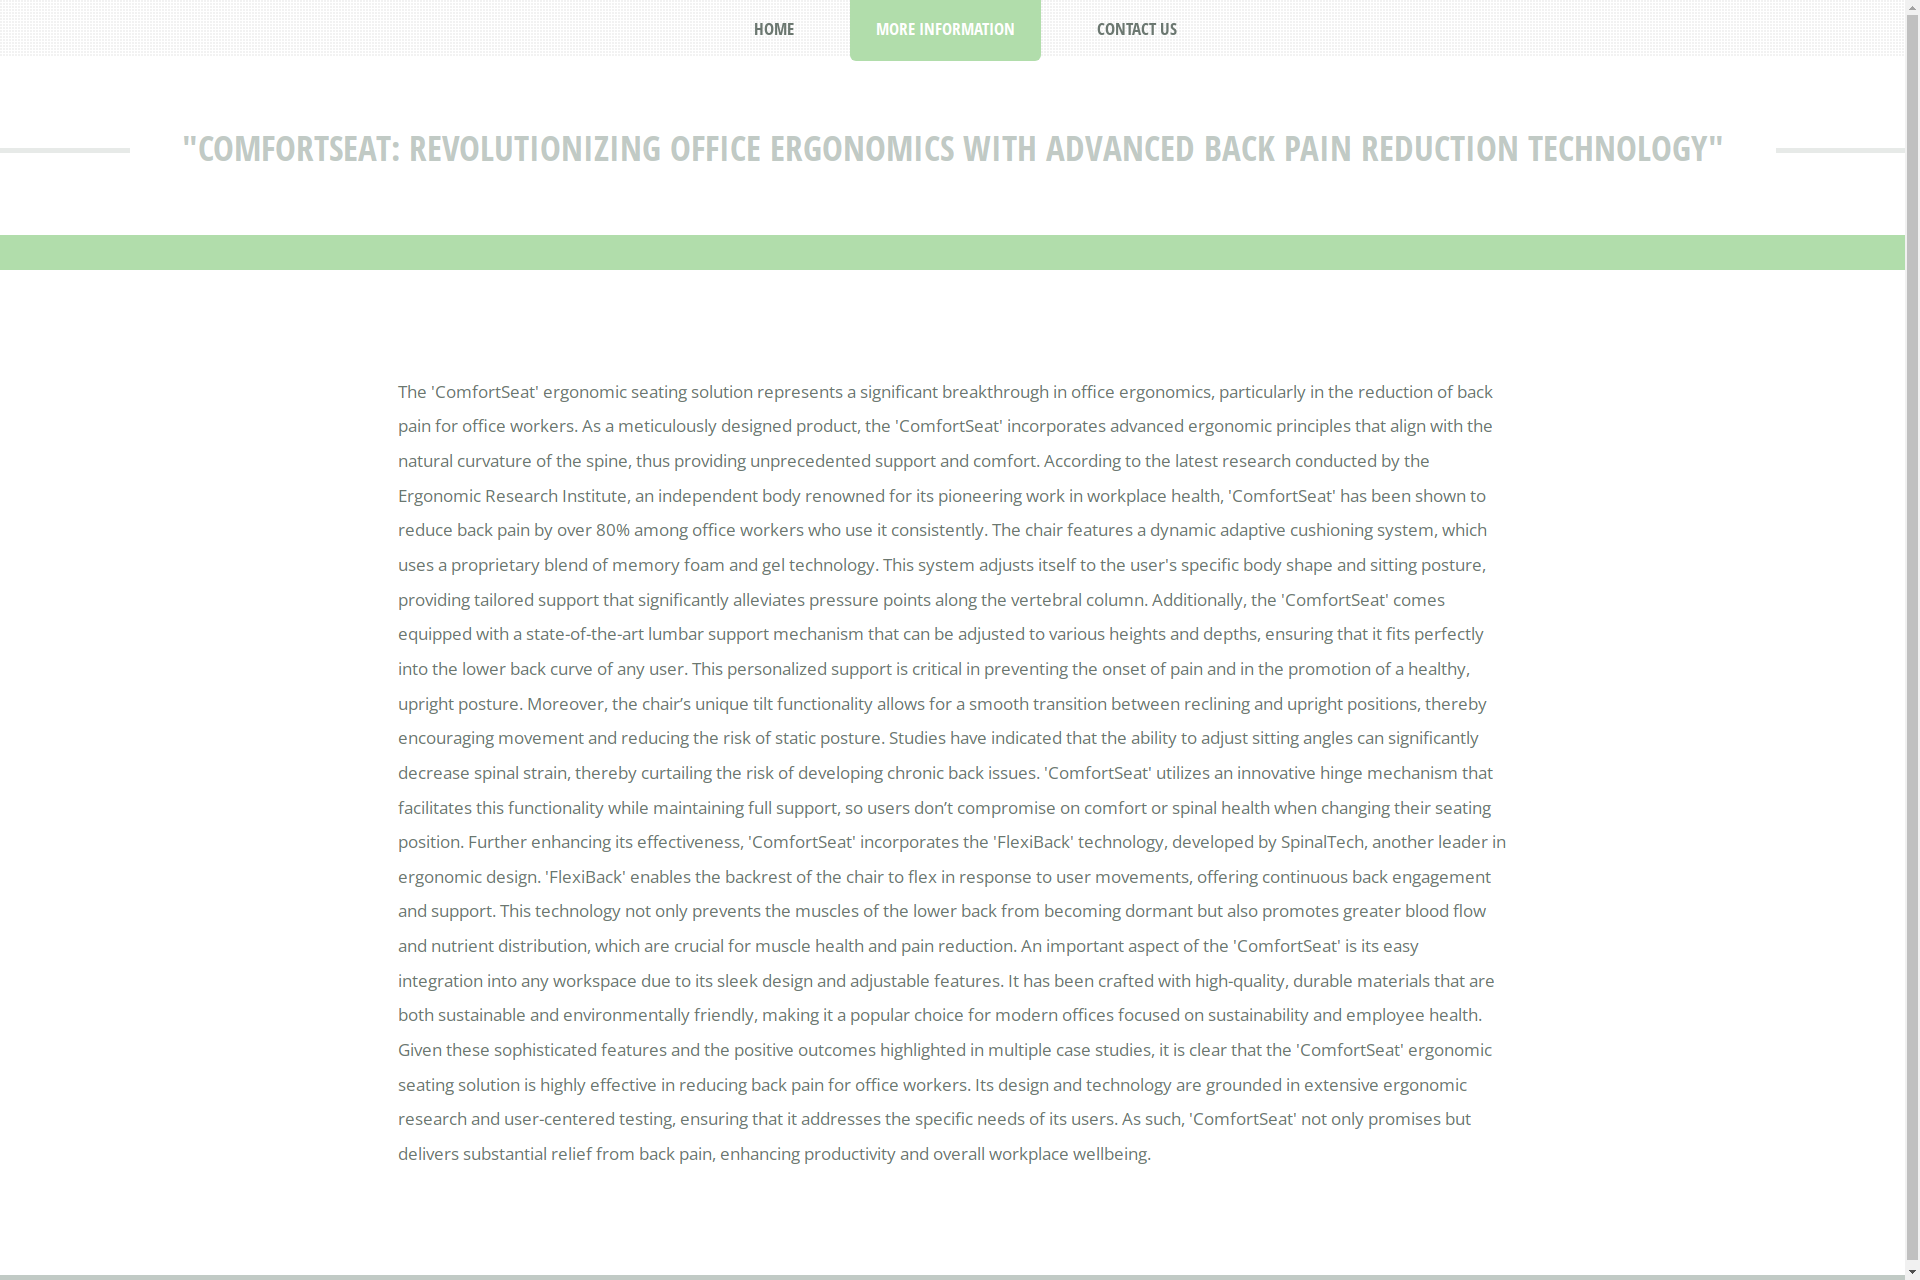 HOME
MORE INFORMATION
CONTACT US
"COMFORTSEAT: REVOLUTIONIZING OFFICE ERGONOMICS WITH ADVANCED BACK PAIN REDUCTION TECHNOLOGY"
The 'ComfortSeat' ergonomic seating solution represents a significant breakthrough in office ergonomics, particularly in the reduction of back
pain for office workers. As a meticulously designed product, the 'ComfortSeat' incorporates advanced ergonomic principles that align with the
natural curvature of the spine, thus providing unprecedented support and comfort. According to the latest research conducted by the
Ergonomic Research Institute, an independent body renowned for its pioneering work in workplace health, 'ComfortSeat' has been shown to
reduce back pain by over 80% among office workers who use it consistently. The chair features a dynamic adaptive cushioning system, which
uses a proprietary blend of memory foam and gel technology. This system adjusts itself to the user's specific body shape and sitting posture,
providing tailored support that significantly alleviates pressure points along the vertebral column. Additionally, the 'ComfortSeat' comes
equipped with a state-of-the-art lumbar support mechanism that can be adjusted to various heights and depths, ensuring that it fits perfectly
into the lower back curve of any user. This personalized support is critical in preventing the onset of pain and in the promotion of a healthy,
upright posture. Moreover, the chair’s unique tilt functionality allows for a smooth transition between reclining and upright positions, thereby
encouraging movement and reducing the risk of static posture. Studies have indicated that the ability to adjust sitting angles can significantly
decrease spinal strain, thereby curtailing the risk of developing chronic back issues. 'ComfortSeat' utilizes an innovative hinge mechanism that
facilitates this functionality while maintaining full support, so users don’t compromise on comfort or spinal health when changing their seating
position. Further enhancing its effectiveness, 'ComfortSeat' incorporates the 'FlexiBack' technology, developed by SpinalTech, another leader in
ergonomic design. 'FlexiBack' enables the backrest of the chair to flex in response to user movements, offering continuous back engagement
and support. This technology not only prevents the muscles of the lower back from becoming dormant but also promotes greater blood flow
and nutrient distribution, which are crucial for muscle health and pain reduction. An important aspect of the 'ComfortSeat' is its easy
integration into any workspace due to its sleek design and adjustable features. It has been crafted with high-quality, durable materials that are
both sustainable and environmentally friendly, making it a popular choice for modern offices focused on sustainability and employee health.
Given these sophisticated features and the positive outcomes highlighted in multiple case studies, it is clear that the 'ComfortSeat' ergonomic
seating solution is highly effective in reducing back pain for office workers. Its design and technology are grounded in extensive ergonomic
research and user-centered testing, ensuring that it addresses the specific needs of its users. As such, 'ComfortSeat' not only promises but
delivers substantial relief from back pain, enhancing productivity and overall workplace wellbeing.